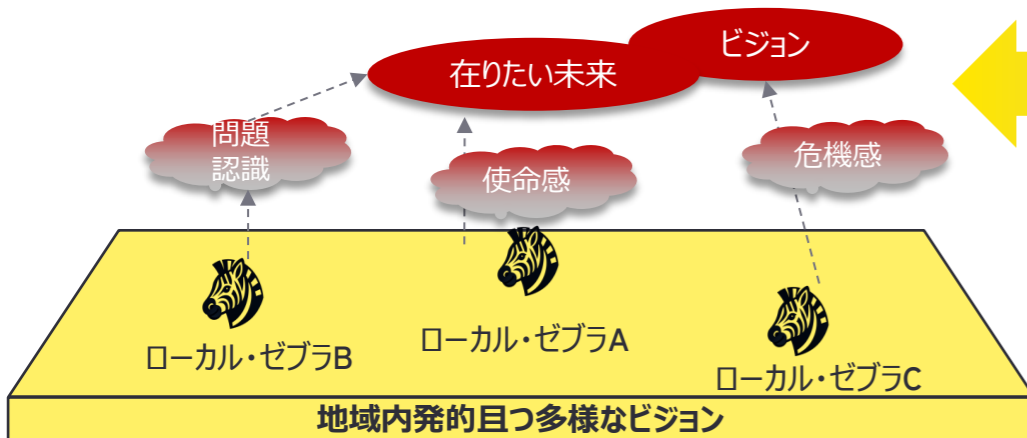 ビジョン
在りたい未来
問題
認識
使命感
危機感
ローカル・ゼブラB
ローカル・ゼブラA
ローカル・ゼブラC
地域内発的且つ多様なビジョン